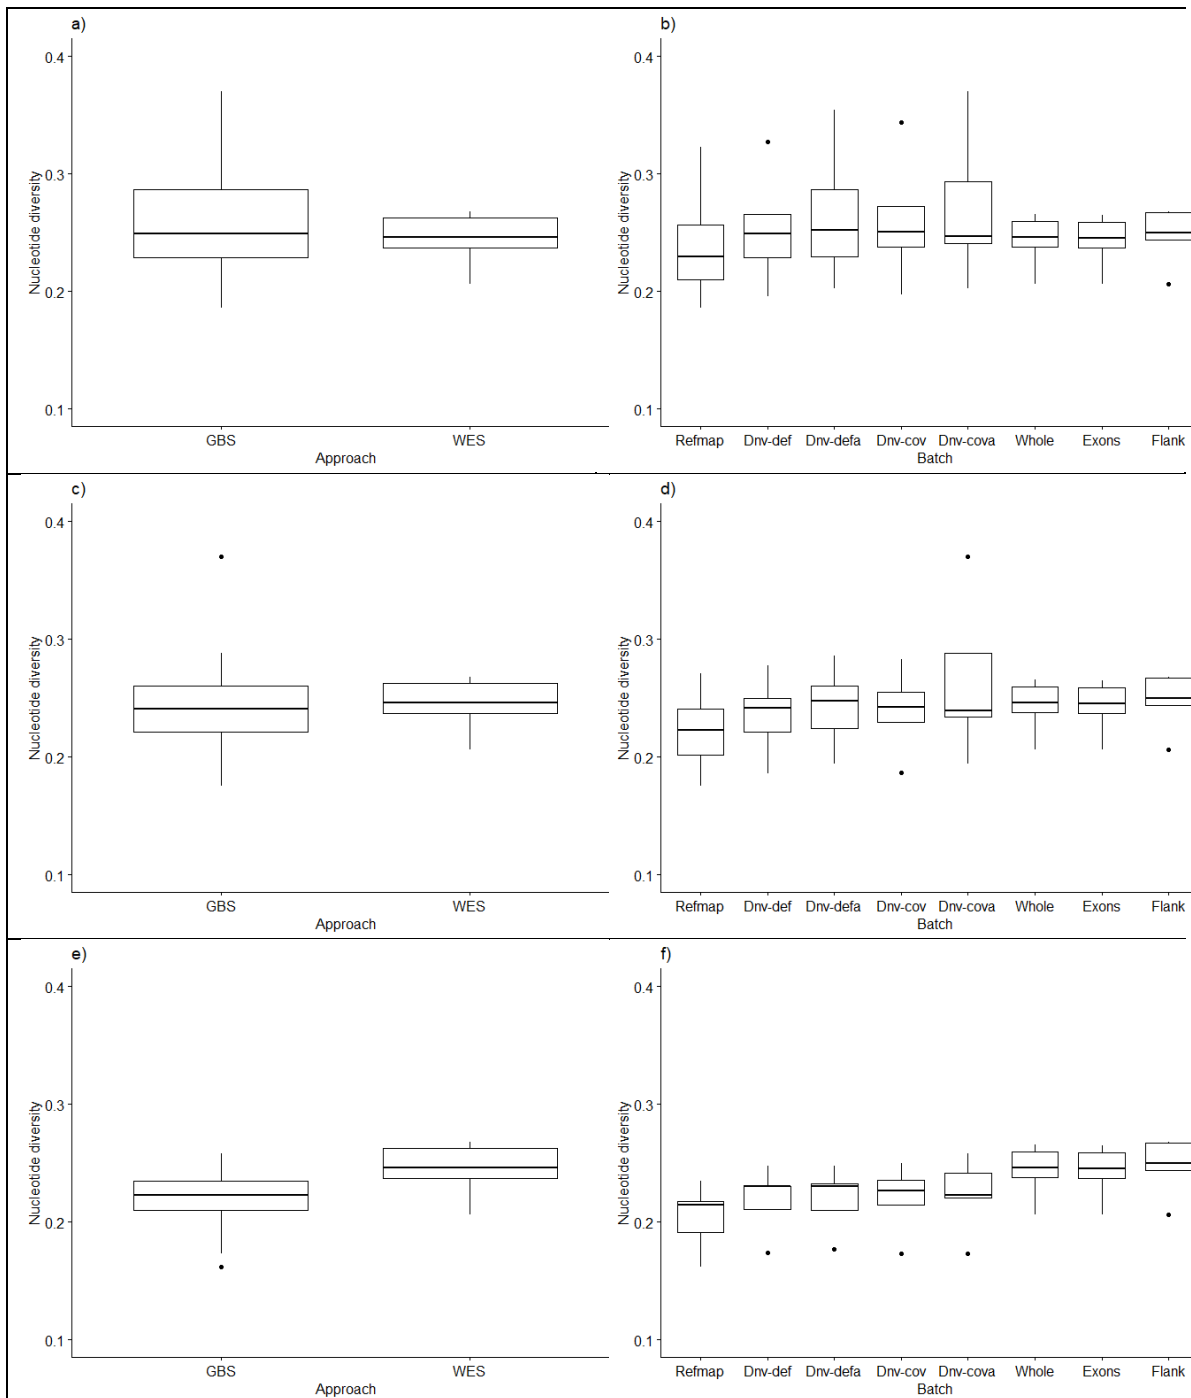 a)
Nucleotide diversity
0.4
0.3
0.2
0.1
GBS WES
Approach
b)
Nucleotide diversity
0.4
0.3
0.2
0.1
Refmap Dnv-def Dnv-defa Dnv-cov Dnv-cova Whole Exons Flank
Batch
c)
Nucleotide diversity
0.4
0.3
0.2
0.1
GBS WES
Approach
d)
Nucleotide diversity
0.4
0.3
0.2
0.1
Refmap Dnv-def Dnv-defa Dnv-cov Dnv-cova Whole Exons Flank
Batch
e)
Nucleotide diversity
0.4
0.3
0.2
0.1
GBS WES
Approach
f)
Nucleotide diversity
0.4
0.3
0.2
0.1
Refmap Dnv-def Dnv-defa Dnv-cov Dnv-cova Whole Exons Flank
Batch